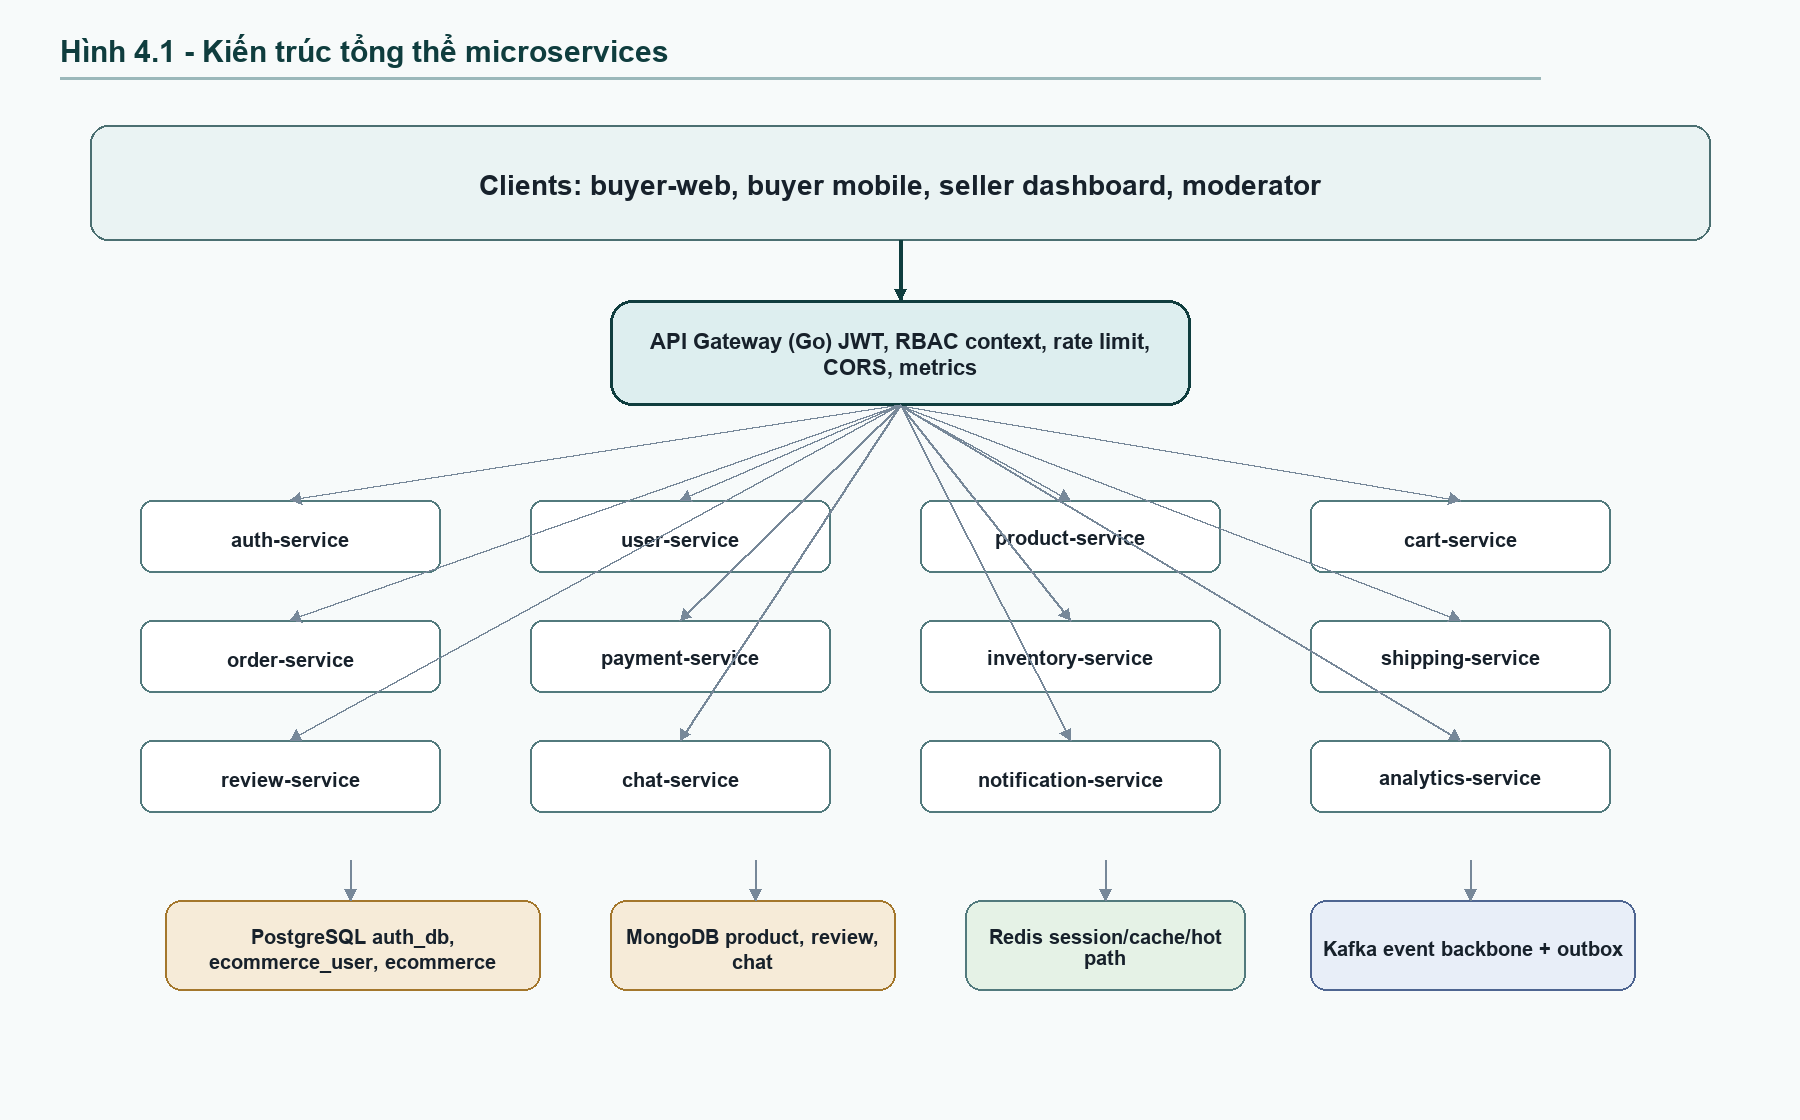 Hình 4.1 - Kiến trúc tổng thể microservices
Clients: buyer-web, buyer mobile, seller dashboard, moderator
API Gateway (Go) JWT, RBAC context, rate limit,
CORS, metrics
auth-service
user-service
product-service
cart-service
order-service
payment-service
inventory-service
shipping-service
review-service
chat-service
notification-service
analytics-service
PostgreSQL auth_db,
ecommerce_user, ecommerce
MongoDB product, review,
chat
Redis session/cache/hot
path
Kafka event backbone + outbox